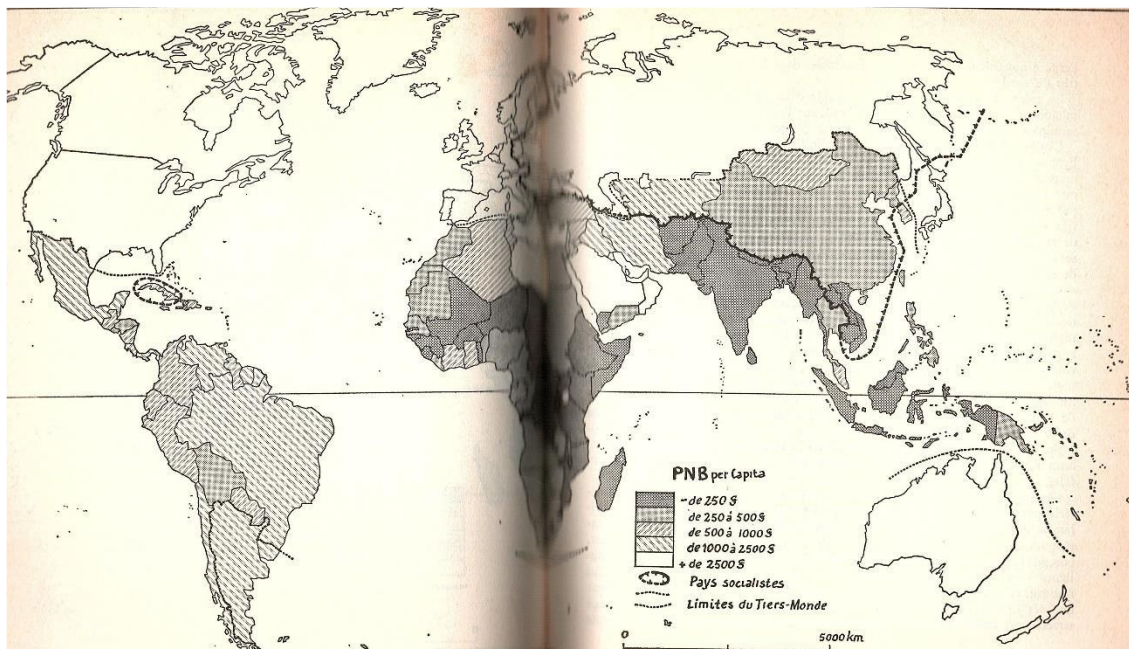 PNB per Capita
- de 250 $
de 250 à 500 $
de 500 à 1000 $
de 1000 à 2500 $
+ de 2500 $
Pays socialistes
Limites du Tiers-Monde
0 5000 km